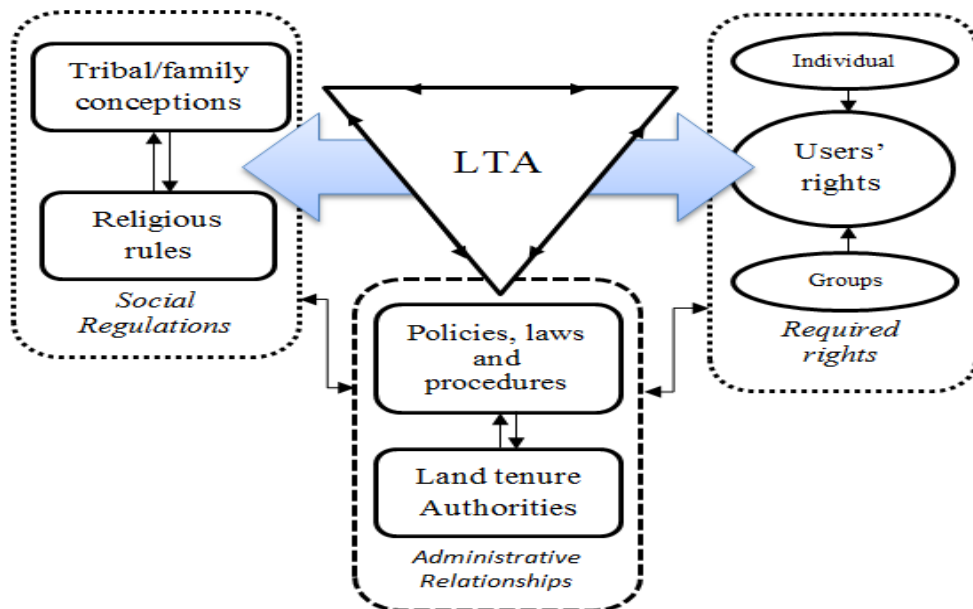 Tribal/family
conceptions
Religious
rules
Social
Regulations
LTA
Policies, laws
and
procedures
Land tenure
Authorities
Administrative
Relationships
Individual
Users’
rights
Groups
Required
rights